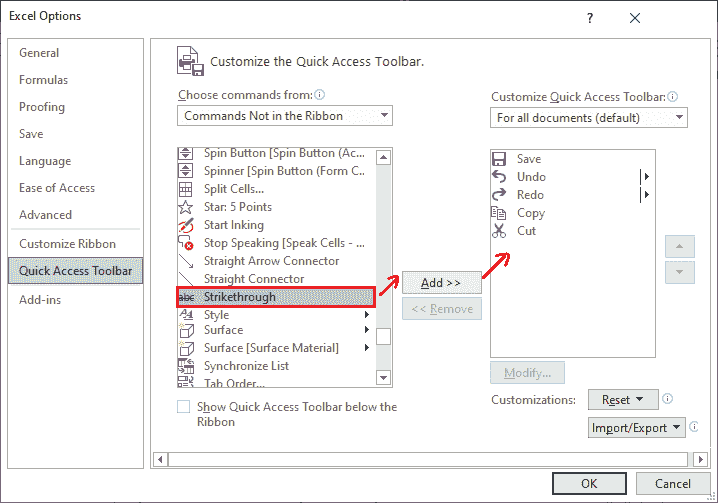 Excel Options
?
General
Formulas
Proofing
Save
Language
Ease of Access
Advanced
Customize Ribbon
Quick Access Toolbar
Add-ins
Customize the Quick Access Toolbar.
Choose commands from:
Commands Not in the Ribbon
Spin Button [Spin Button (Ac...
Spinner [Spin Button (Form C...
Split Cells...
Star: 5 Points
Start Inking
Stop Speaking [Speak Cells - ...
Straight Arrow Connector
Straight Connector
abc Strikethrough
Style
Surface
Surface [Surface Material]
Synchronize List
Tab Order...
Show Quick Access Toolbar below the
Ribbon
Add >>
<< Remove
Customize Quick Access Toolbar:
For all documents (default)
Save
Undo
Redo
Copy
Cut
Modify...
Customizations:
Reset
Import/Export
OK
Cancel